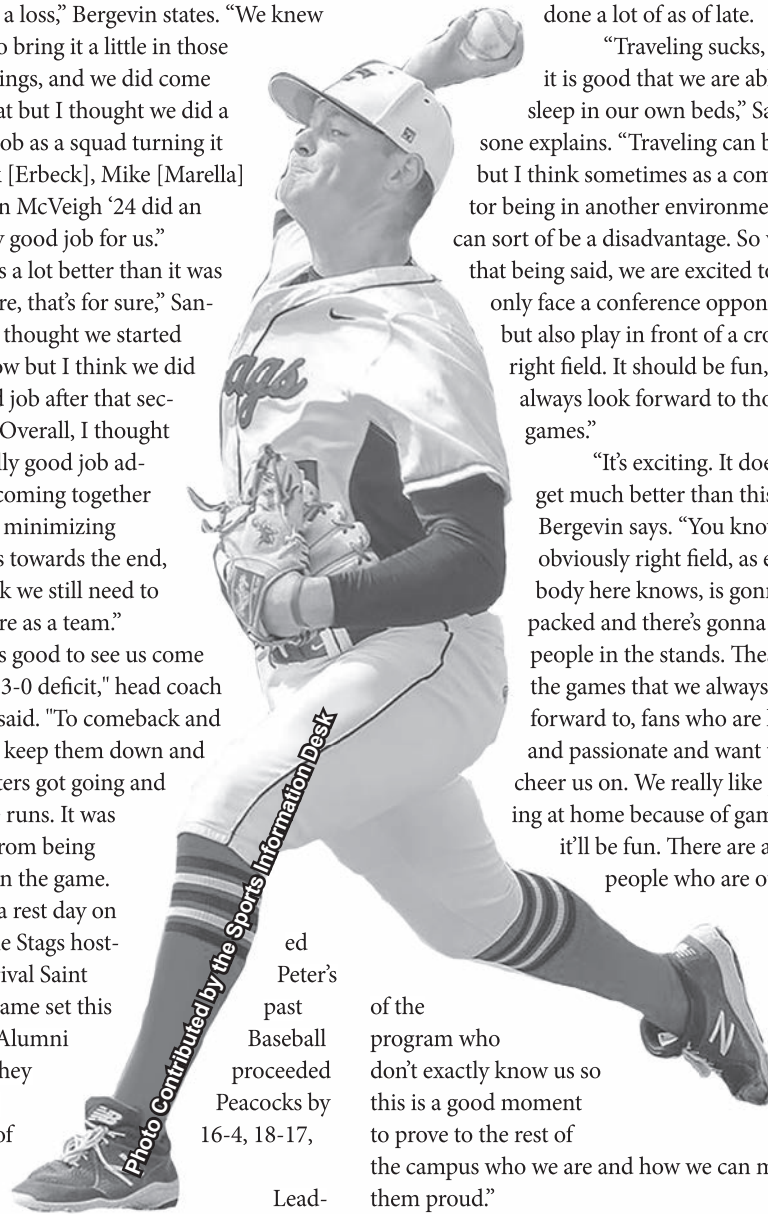 a loss,” Bergevin states. “We knew
o bring it a little in those
ings, and we did come
at but I thought we did a
ob as a squad turning it
[Erbeck], Mike [Marella]
n McVeigh ‘24 did an
y good job for us.”
s a lot better than it was
re, that’s for sure,” San-
thought we started
ow but I think we did
l job after that sec-
Overall, I thought
lly good job ad-
coming together
minimizing
s towards the end,
k we still need to
re as a team.”
s good to see us come
3-0 deficit," head coach
said. "To comeback and
keep them down and
ters got going and
runs. It was
rom being
n the game.
a rest day on
e Stags host- ed
ival Saint Peter’s
ame set this past
Alumni Baseball
hey proceeded
Peacocks by
of 16-4, 18-17,
Lead-
done a lot of as of late.
“Traveling sucks,
it is good that we are ab
sleep in our own beds,” Sa
sone explains. “Traveling can b
but I think sometimes as a com
tor being in another environme
can sort of be a disadvantage. So
that being said, we are excited to
only face a conference oppon
but also play in front of a cro
right field. It should be fun,
always look forward to tho
games.”
“It’s exciting. It doe
get much better than this
Bergevin says. “You know
obviously right field, as e
body here knows, is gonn
packed and there’s gonna
people in the stands. Thes
the games that we always
forward to, fans who are
and passionate and want
cheer us on. We really like
ing at home because of gam
it’ll be fun. There are a
people who are ou
of the
program who
don’t exactly know us so
this is a good moment
to prove to the rest of
the campus who we are and how we can m
them proud.”
ags
N
Photo Contributed by the Sports Information Desk